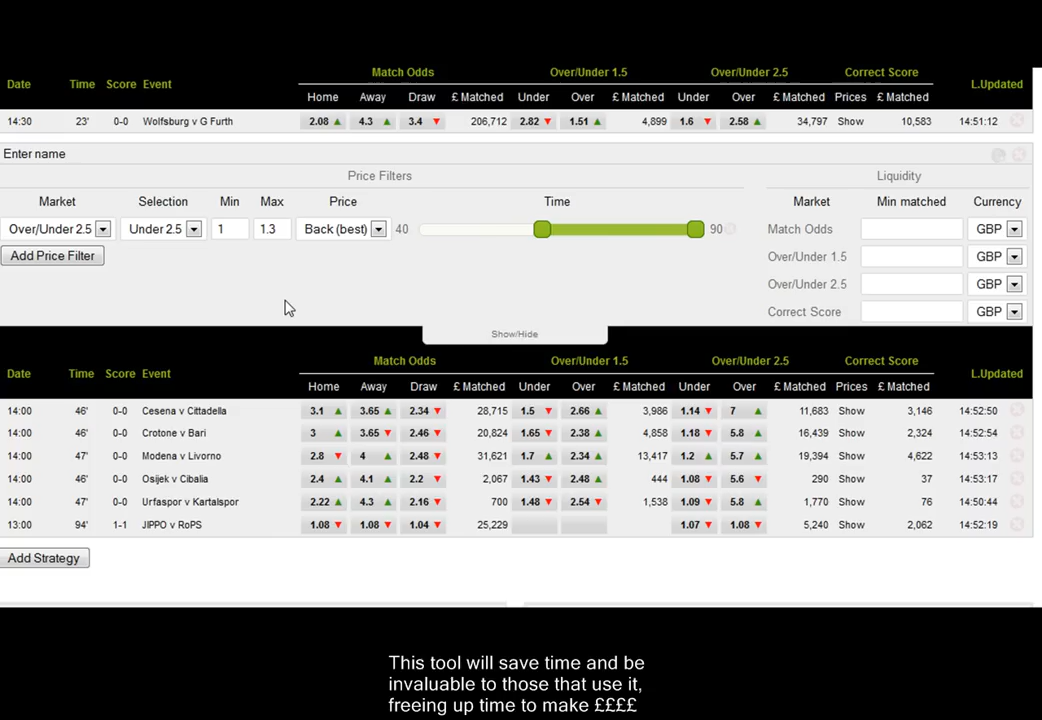 Match Odds Over/Under 1.5 Over/Under 2.5 Correct Score
Date Time Score Event L.Updated
Home Away Draw £ Matched Under Over £ Matched Under Over £ Matched Prices £ Matched
14:30 23' 0-0 Wolfsburg v G Furth 2.08 4.3 3.4 206,712 2.82 1.51 4,899 1.6 2.58 34,797 Show 10,583 14:51:12
Enter name
Price Filters Liquidity
Market Selection Min Max Price Time Market Min matched Currency
Over/Under 2.5 Under 2.5 1 1.3 Back (best) 40 90 Match Odds GBP
Add Price Filter Over/Under 1.5 GBP
Over/Under 2.5 GBP
Correct Score GBP
Show/Hide
Match Odds Over/Under 1.5 Over/Under 2.5 Correct Score
Date Time Score Event L.Updated
Home Away Draw £ Matched Under Over £ Matched Under Over £ Matched Prices £ Matched
14:00 46' 0-0 Cesena v Cittadella 3.1 3.65 2.34 28,715 1.5 2.66 3,986 1.14 7 11,683 Show 3,146 14:52:50
14:00 46' 0-0 Crotone v Bari 3 3.65 2.46 20,824 1.65 2.38 4,858 1.18 5.8 16,439 Show 2,324 14:52:54
14:00 47' 0-0 Modena v Livorno 2.8 4 2.48 31,621 1.7 2.34 13,417 1.2 5.7 19,394 Show 4,622 14:53:13
14:00 46' 0-0 Osijek v Cibalia 2.4 4.1 2.2 2,067 1.43 2.48 444 1.08 5.6 290 Show 37 14:53:17
14:00 47' 0-0 Urfaspor v Kartalspor 2.22 4.3 2.16 700 1.48 2.54 1,538 1.09 5.8 1,770 Show 76 14:50:44
13:00 94' 1-1 JIPPO v RoPS 1.08 1.08 1.04 25,229 1.07 1.08 5,240 Show 2,062 14:52:19
Add Strategy
This tool will save time and be
invaluable to those that use it,
freeing up time to make ££££